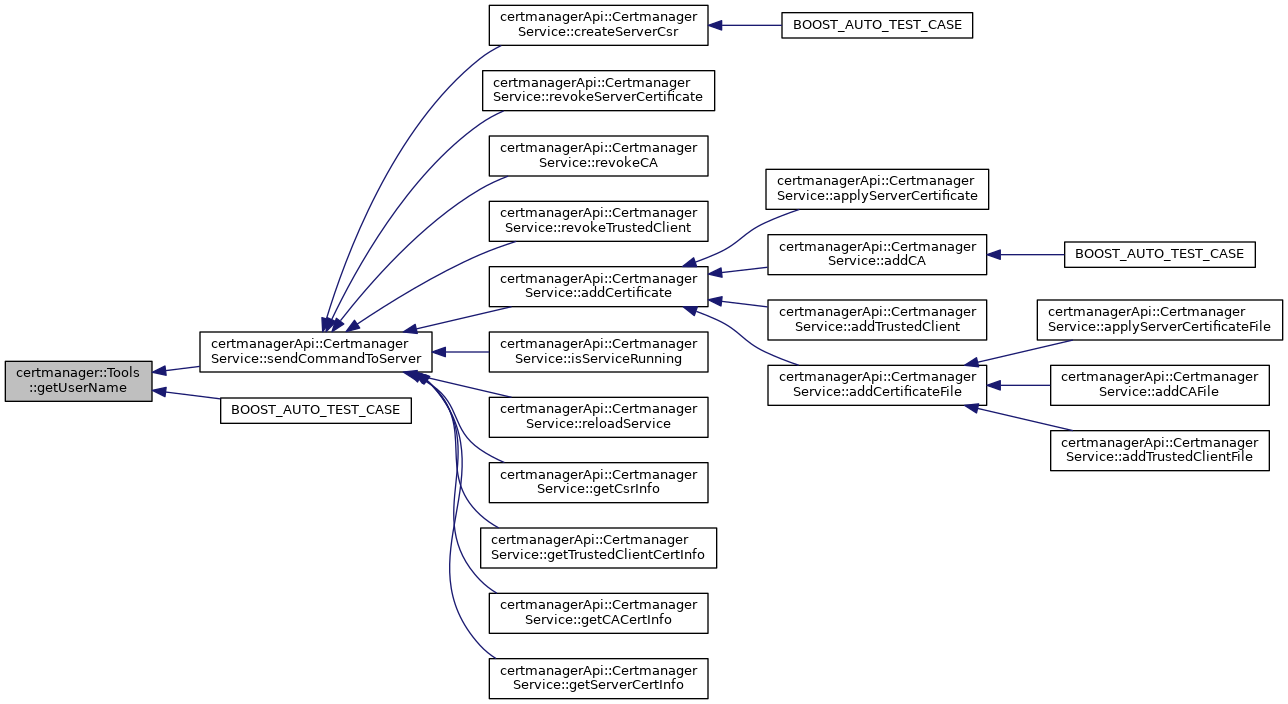 certmanager::Tools
::getUserName
certmanagerApi::Certmanager
Service::sendCommandToServer
BOOST_AUTO_TEST_CASE
certmanagerApi::Certmanager
Service::createServerCsr
BOOST_AUTO_TEST_CASE
certmanagerApi::Certmanager
Service::revokeServerCertificate
certmanagerApi::Certmanager
Service::revokeCA
certmanagerApi::Certmanager
Service::revokeTrustedClient
certmanagerApi::Certmanager
Service::addCertificate
certmanagerApi::Certmanager
Service::applyServerCertificate
certmanagerApi::Certmanager
Service::addCA
BOOST_AUTO_TEST_CASE
certmanagerApi::Certmanager
Service::addTrustedClient
certmanagerApi::Certmanager
Service::addCertificateFile
certmanagerApi::Certmanager
Service::applyServerCertificateFile
certmanagerApi::Certmanager
Service::addCAFile
certmanagerApi::Certmanager
Service::addTrustedClientFile
certmanagerApi::Certmanager
Service::isServiceRunning
certmanagerApi::Certmanager
Service::reloadService
certmanagerApi::Certmanager
Service::getCsrInfo
certmanagerApi::Certmanager
Service::getTrustedClientCertInfo
certmanagerApi::Certmanager
Service::getCACertInfo
certmanagerApi::Certmanager
Service::getServerCertInfo